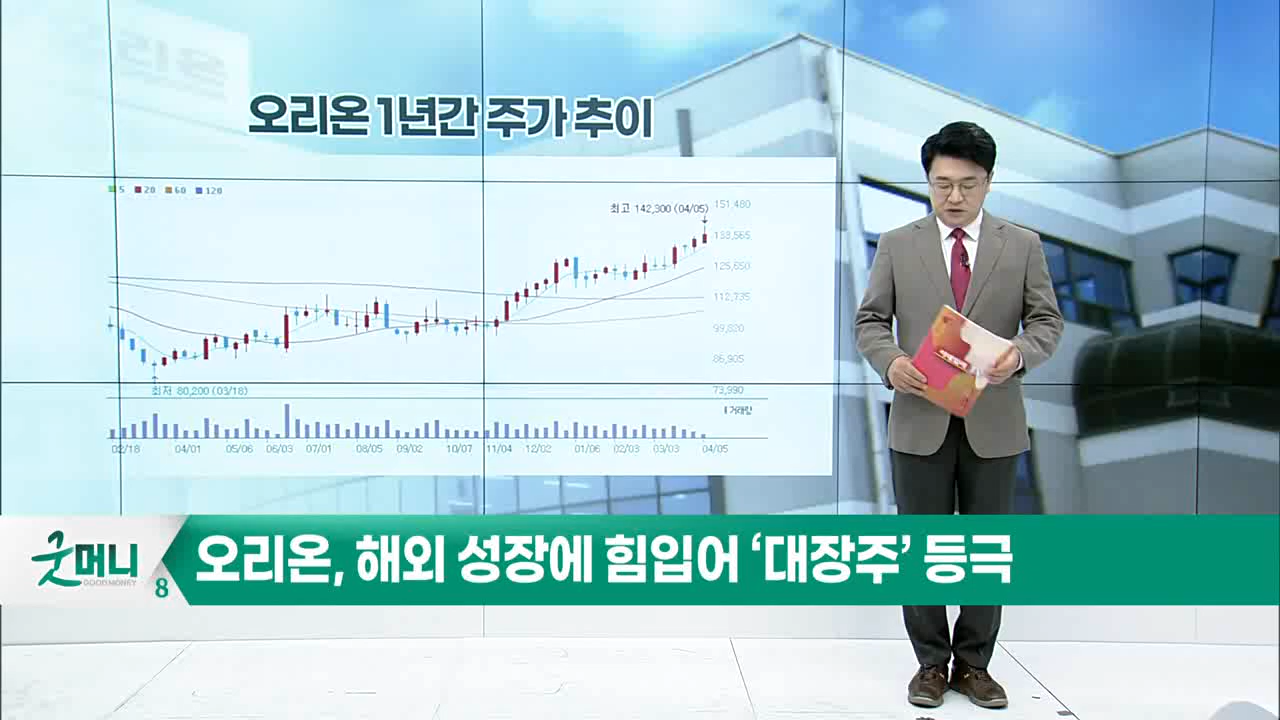 오리온 1년간 주가 추이
5 20 60 120
최고 142,300 (04/05)
151,480
138,565
125,650
112,735
99,820
86,905
73,990
최저 80,200 (03/18)
거래량
02/18 04/01 05/06 06/03 07/01 08/05 09/02 10/07 11/04 12/02 01/06 02/03 03/03 04/05
굿머니
GOODMONEY
8
오리온, 해외 성장에 힘입어 ‘대장주’ 등극